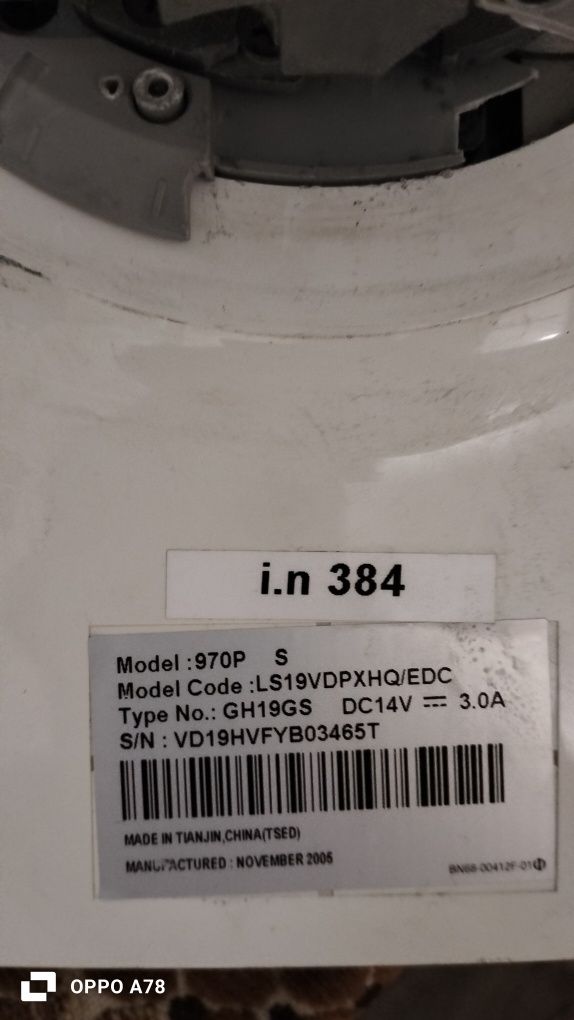 i.n 384
Model :970P S
Model Code :LS19VDPXHQ/EDC
Type No.: GH19GS DC14V ⎓ 3.0A
S/N : VD19HVFYB03465T
MADE IN TIANJIN,CHINA(TSED)
MANUFACTURED : NOVEMBER 2005
BN68-00412F-01
OPPO A78